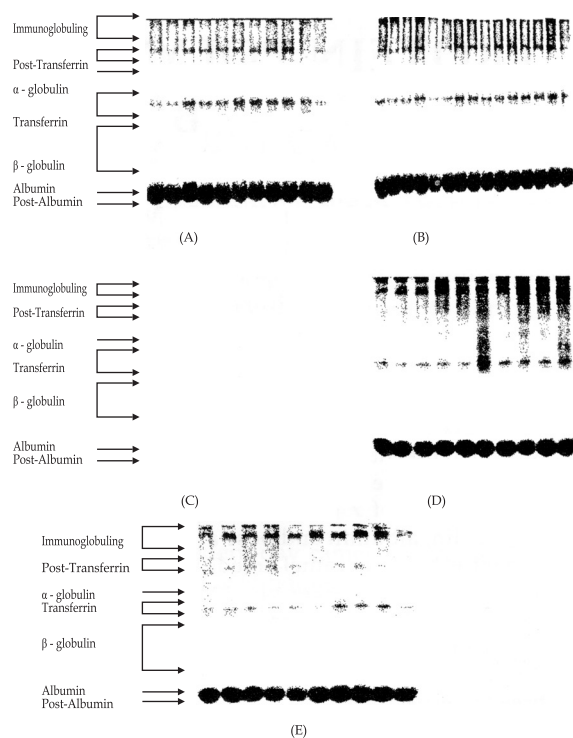 Immunoglobuling
Post-Transferrin
α - globulin
Transferrin
β - globulin
Albumin
Post-Albumin
(A)
(B)
Immunoglobuling
Post-Transferrin
α - globulin
Transferrin
β - globulin
Albumin
Post-Albumin
(C)
(D)
Immunoglobuling
Post-Transferrin
α - globulin
Transferrin
β - globulin
Albumin
Post-Albumin
(E)